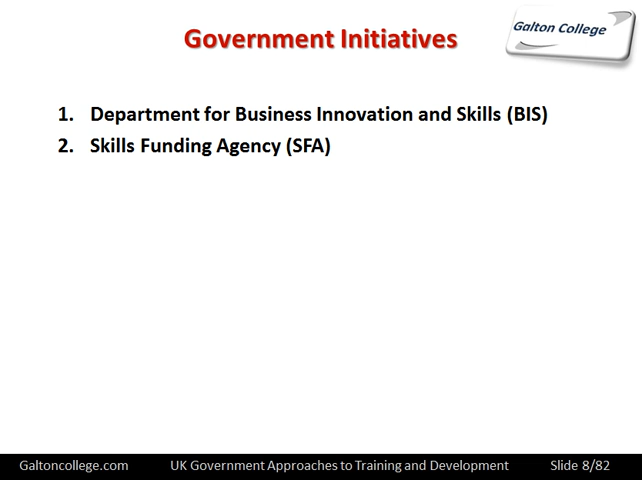 Government Initiatives
Galton College
1. Department for Business Innovation and Skills (BIS)
2. Skills Funding Agency (SFA)
Galtoncollege.com UK Government Approaches to Training and Development Slide 8/82